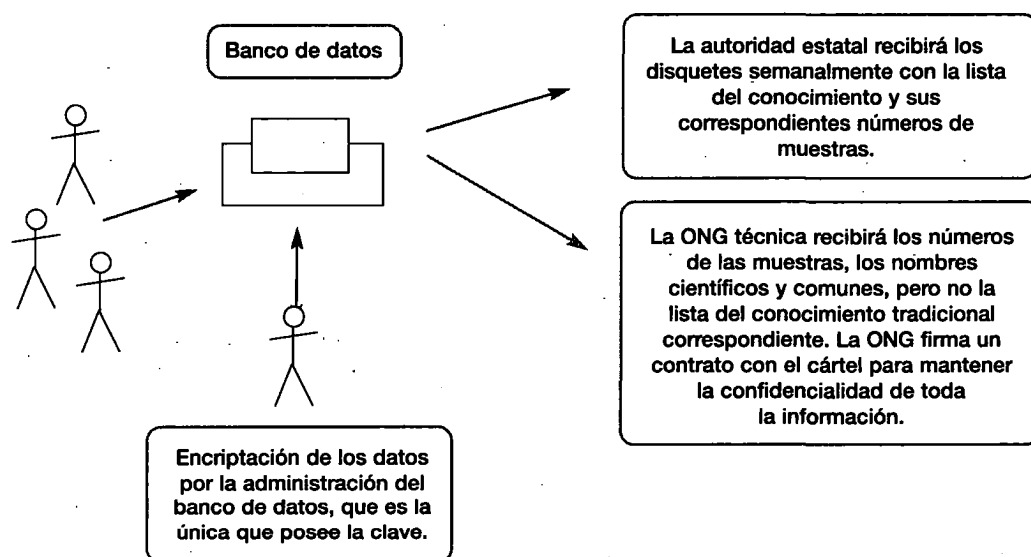 Banco de datos
La autoridad estatal recibirá los
disquetes semanalmente con la lista
del conocimiento y sus
correspondientes números de
muestras.
La ONG técnica recibirá los números
de las muestras, los nombres
científicos y comunes, pero no la
lista del conocimiento tradicional
correspondiente. La ONG firma un
contrato con el cártel para mantener
la confidencialidad de toda
la información.
Encriptación de los datos
por la administración del
banco de datos, que es la
única que posee la clave.